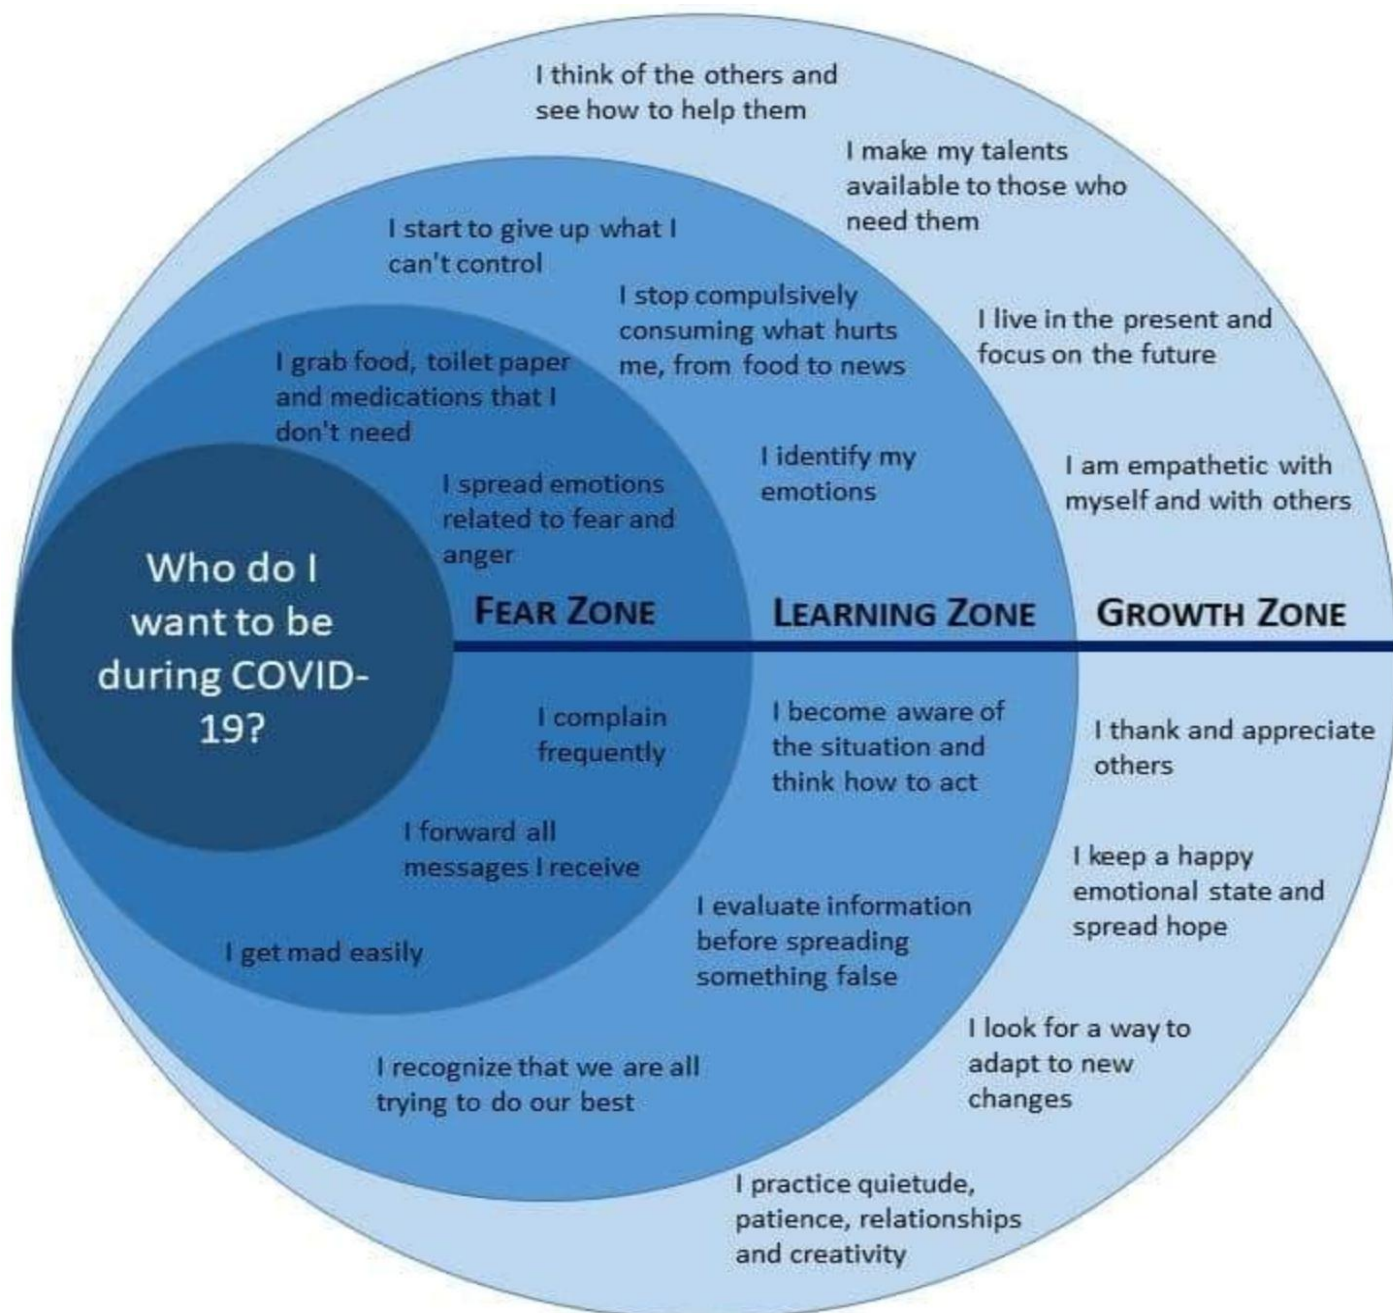 I think of the others and
see how to help them
I make my talents
available to those who
need them
I start to give up what I
can't control
I stop compulsively
consuming what hurts
me, from food to news
I live in the present and
focus on the future
I grab food, toilet paper
and medications that I
don't need
I identify my
emotions
I am empathetic with
myself and with others
I spread emotions
related to fear and
anger
Who do I
want to be
during COVID-
19?
FEAR ZONE
LEARNING ZONE
GROWTH ZONE
I complain
frequently
I become aware of
the situation and
think how to act
I thank and appreciate
others
I forward all
messages I receive
I keep a happy
emotional state and
spread hope
I evaluate information
before spreading
something false
I get mad easily
I look for a way to
adapt to new
changes
I recognize that we are all
trying to do our best
I practice quietude,
patience, relationships
and creativity